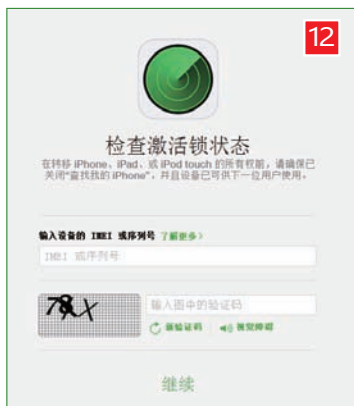 12
检查激活锁状态
在转移 iPhone、iPad、或 iPod touch 的所有权前，请确保已
关闭“查找我的 iPhone”，并且设备已可供下一位用户使用。
输入设备的 IMEI 或序列号 了解更多>
IMEI 或序列号
输入图中的验证码
新验证码 视觉障碍
继续